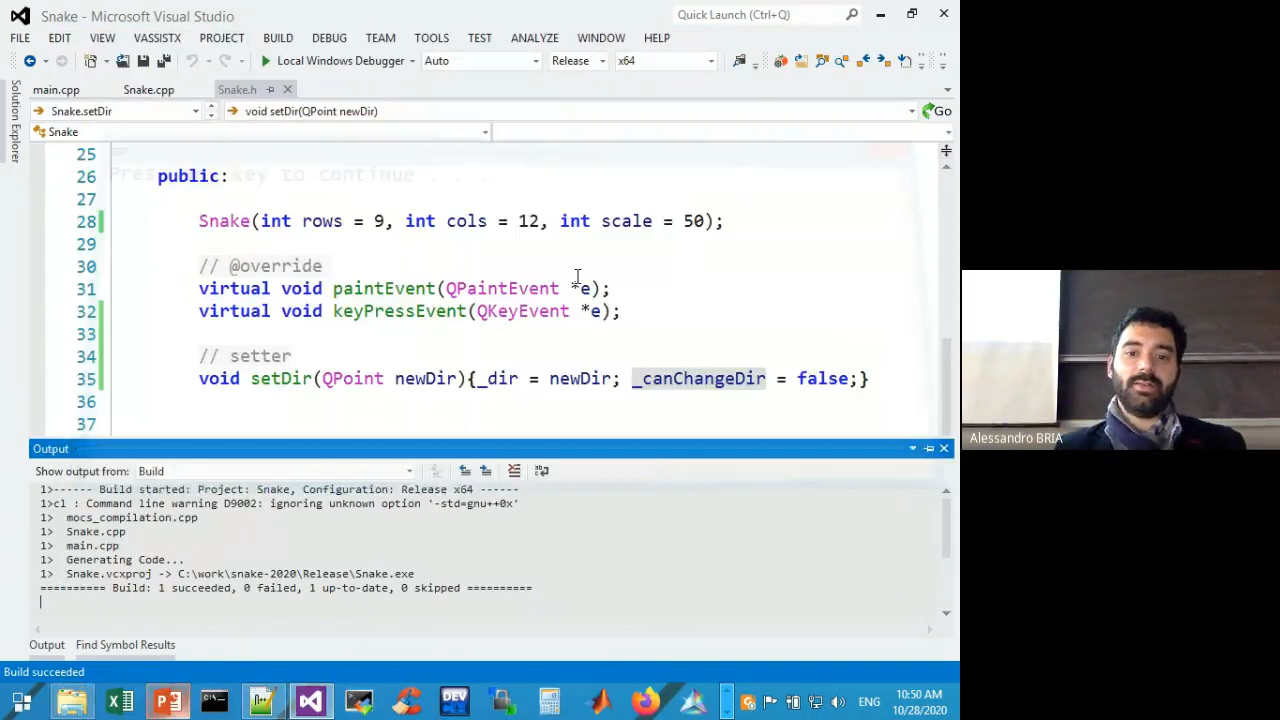 Snake - Microsoft Visual Studio
Quick Launch (Ctrl+Q)
FILE EDIT VIEW VASSISTX PROJECT BUILD DEBUG TEAM TOOLS TEST ANALYZE WINDOW HELP
Local Windows Debugger Auto Release x64
main.cpp Snake.cpp Snake.h
Snake.setDir void setDir(QPoint newDir) Go
Snake
Solution Explorer
25
Press key to continue . . .
26 public:
27
28 Snake(int rows = 9, int cols = 12, int scale = 50);
29
30 // @override
31 virtual void paintEvent(QPaintEvent *e);
32 virtual void keyPressEvent(QKeyEvent *e);
33
34 // setter
35 void setDir(QPoint newDir){_dir = newDir; _canChangeDir = false;}
36
37
Output
Show output from: Build
1>------ Build started: Project: Snake, Configuration: Release x64 ------
1>cl : Command line warning D9002: ignoring unknown option '-std=gnu++0x'
1> mocs_compilation.cpp
1> Snake.cpp
1> main.cpp
1> Generating Code...
1> Snake.vcxproj -> C:\work\snake-2020\Release\Snake.exe
========== Build: 1 succeeded, 0 failed, 1 up-to-date, 0 skipped ==========
Output Find Symbol Results
Build succeeded
DEV
ENG
10:50 AM
10/28/2020
Alessandro BRIA